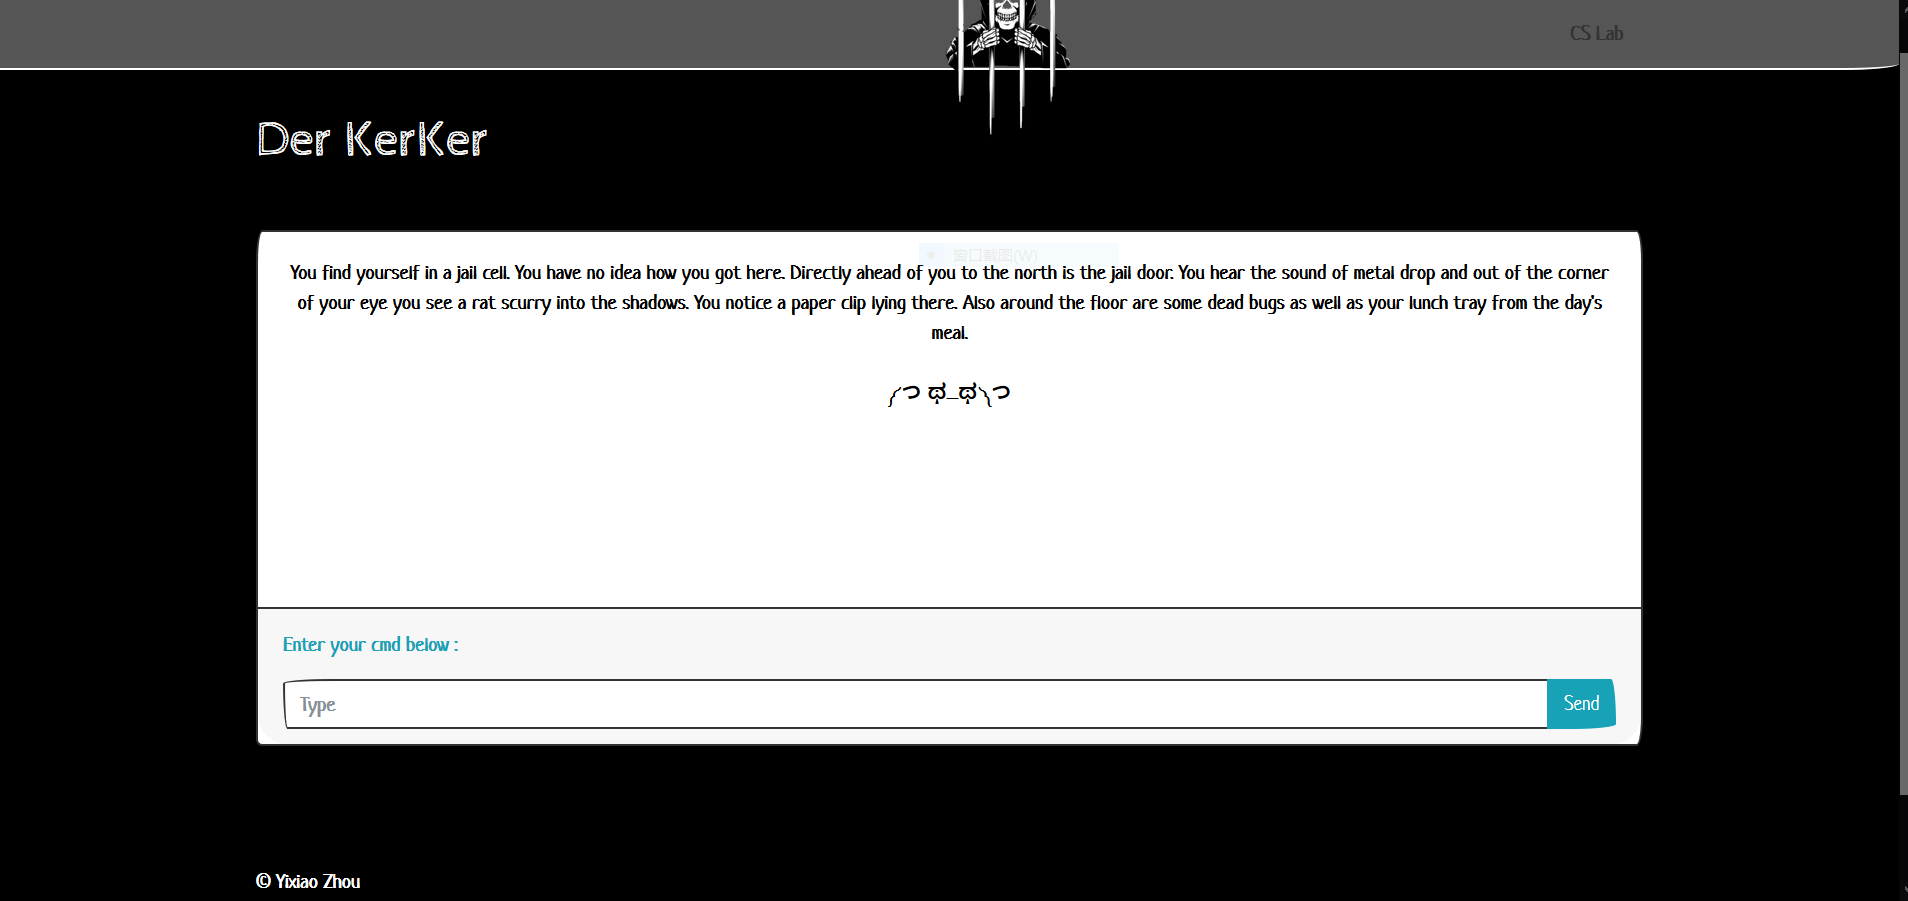 CS Lab
Der KerKer
窗口截图(W)
You find yourself in a jail cell. You have no idea how you got here. Directly ahead of you to the north is the jail door. You hear the sound of metal drop and out of the corner
of your eye you see a rat scurry into the shadows. You notice a paper clip lying there. Also around the floor are some dead bugs as well as your lunch tray from the day's
meal.
༼つ ಥ_ಥ༽つ
Enter your cmd below :
Type
Send
© Yixiao Zhou